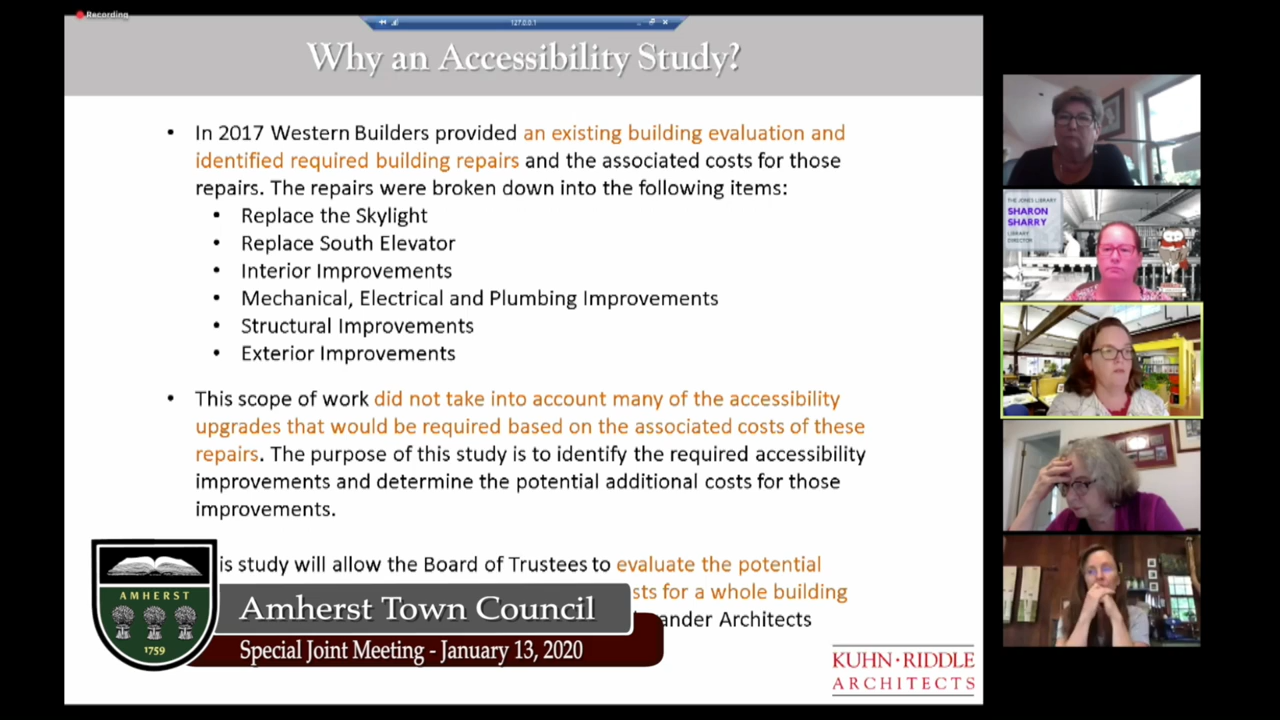 Recording
127.0.0.1
Why an Accessibility Study?
• In 2017 Western Builders provided an existing building evaluation and
identified required building repairs and the associated costs for those
repairs. The repairs were broken down into the following items:
• Replace the Skylight
• Replace South Elevator
• Interior Improvements
• Mechanical, Electrical and Plumbing Improvements
• Structural Improvements
• Exterior Improvements
• This scope of work did not take into account many of the accessibility
upgrades that would be required based on the associated costs of these
repairs. The purpose of this study is to identify the required accessibility
improvements and determine the potential additional costs for those
improvements.
is study will allow the Board of Trustees to evaluate the potential
sts for a whole building
ander Architects
AMHERST
1759
Amherst Town Council
Special Joint Meeting - January 13, 2020
KUHN·RIDDLE
ARCHITECTS
THE JONES LIBRARY
SHARON
SHARRY
LIBRARY
DIRECTOR